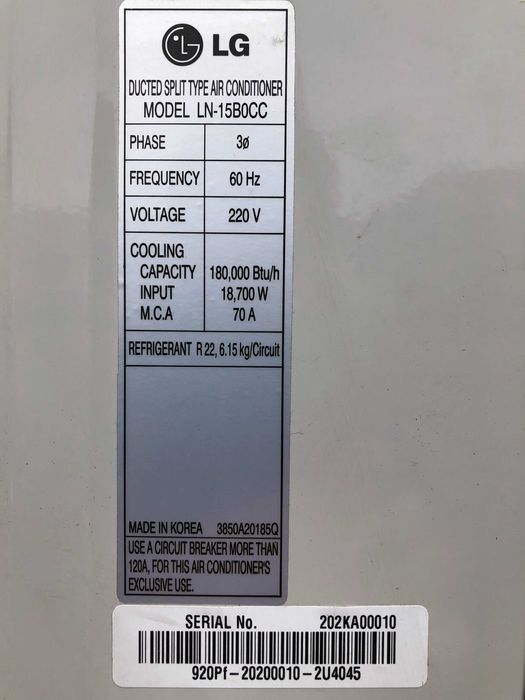 LG
DUCTED SPLIT TYPE AIR CONDITIONER
MODEL LN-15B0CC
PHASE 3ø
FREQUENCY 60 Hz
VOLTAGE 220 V
COOLING
CAPACITY 180,000 Btu/h
INPUT 18,700 W
M.C.A 70 A
REFRIGERANT R 22, 6.15 kg/Circuit
MADE IN KOREA 3850A20185Q
USE A CIRCUIT BREAKER MORE THAN
120A, FOR THIS AIR CONDITIONER'S
EXCLUSIVE USE.
SERIAL No. 202KA00010
920Pf-20200010-2U4045